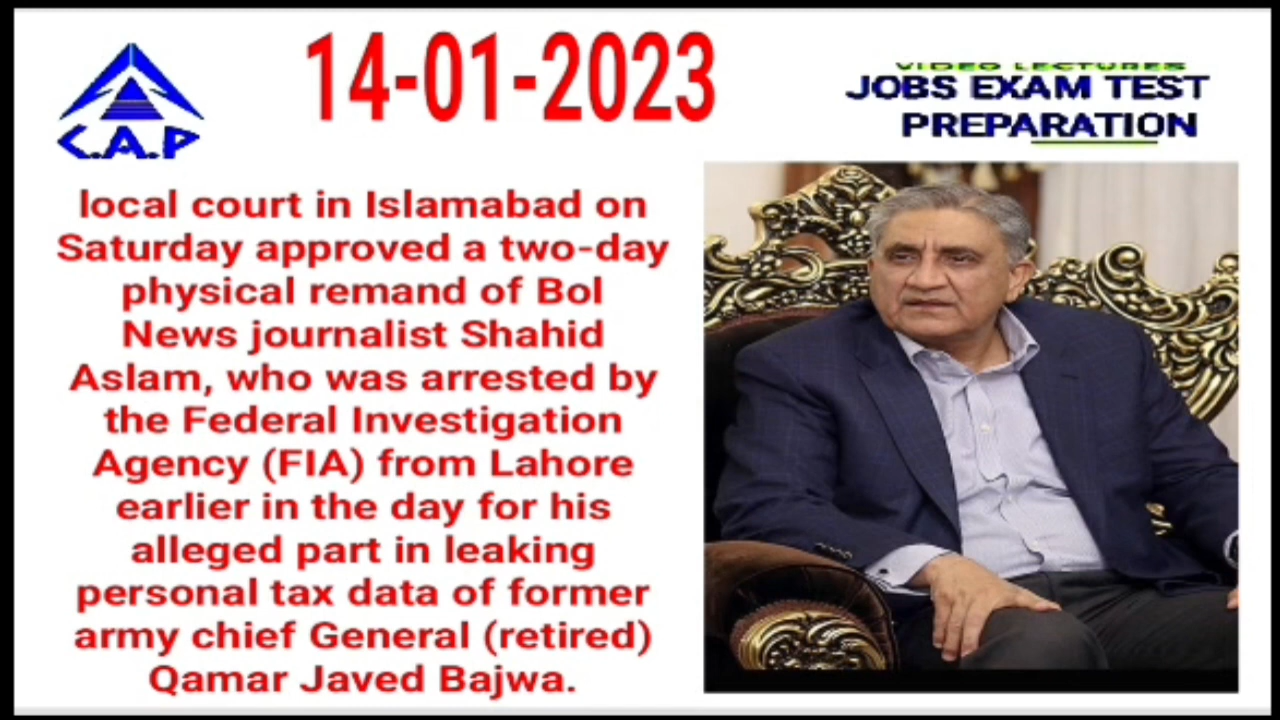 14-01-2023
C.A.P
VIDEO LECTURES
JOBS EXAM TEST
PREPARATION
local court in Islamabad on
Saturday approved a two-day
physical remand of Bol
News journalist Shahid
Aslam, who was arrested by
the Federal Investigation
Agency (FIA) from Lahore
earlier in the day for his
alleged part in leaking
personal tax data of former
army chief General (retired)
Qamar Javed Bajwa.